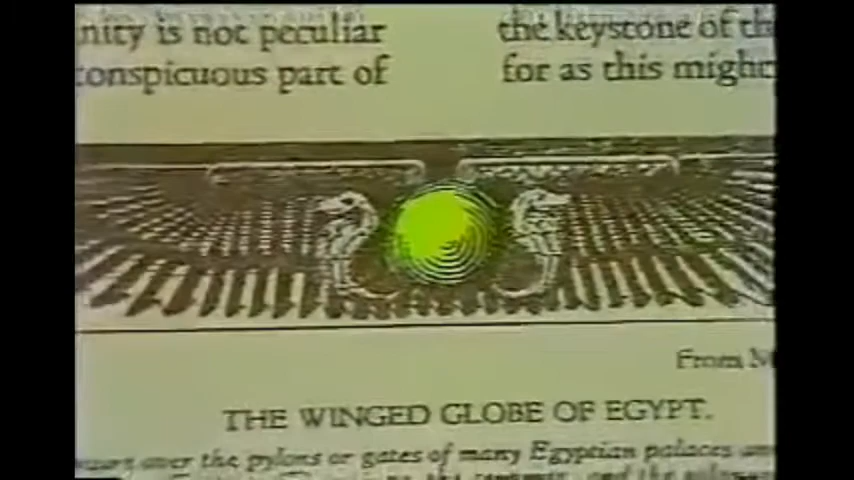 nity is not peculiar
conspicuous part of
the keystone of th
for as this migh
From M
THE WINGED GLOBE OF EGYPT.
over the pylons or gates of many Egyptian palaces an